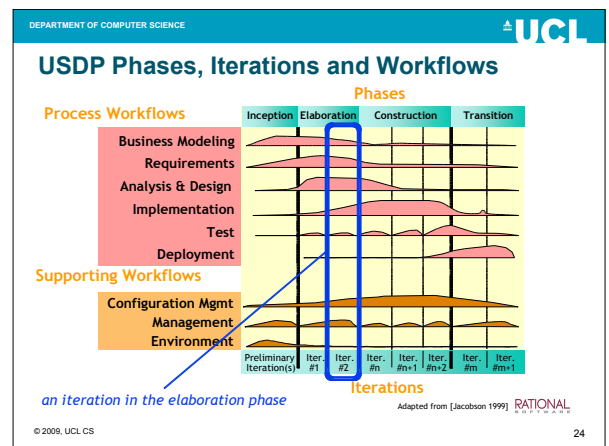 DEPARTMENT OF COMPUTER SCIENCE
UCL
USDP Phases, Iterations and Workflows
Phases
Process Workflows
Inception Elaboration Construction Transition
Business Modeling
Requirements
Analysis & Design
Implementation
Test
Deployment
Supporting Workflows
Configuration Mgmt
Management
Environment
Preliminary Iter. Iter. Iter. Iter. Iter. Iter. Iter.
Iteration(s) #1 #2 #n #n+1 #n+2 #m #m+1
Iterations
an iteration in the elaboration phase
Adapted from [Jacobson 1999]
RATIONAL
SOFTWARE
© 2009, UCL CS
24